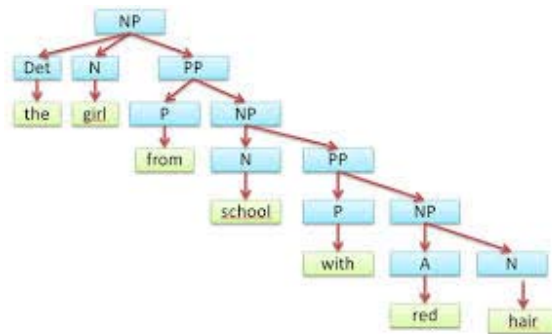 NP
Det N PP
the girl P NP
from N PP
school P NP
with A N
red hair